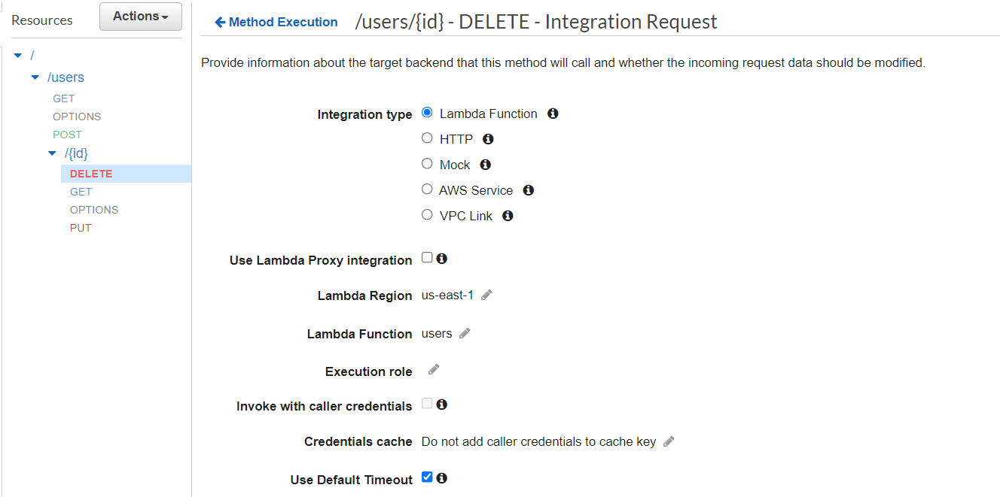 Resources
Actions
Method Execution
/users/{id} - DELETE - Integration Request
/
/users
GET
OPTIONS
POST
/{id}
DELETE
GET
OPTIONS
PUT
Provide information about the target backend that this method will call and whether the incoming request data should be modified.
Integration type
Lambda Function
HTTP
Mock
AWS Service
VPC Link
Use Lambda Proxy integration
Lambda Region us-east-1
Lambda Function users
Execution role
Invoke with caller credentials
Credentials cache Do not add caller credentials to cache key
Use Default Timeout